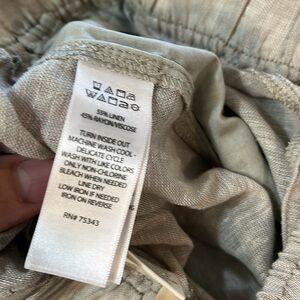 55% LINEN
45% RAYON/VISCOSE
TURN INSIDE OUT
MACHINE WASH COOL -
DELICATE CYCLE
WASH WITH LIKE COLORS
ONLY NON-CHLORINE
BLEACH WHEN NEEDED
LINE DRY
LOW IRON IF NEEDED
IRON ON REVERSE
RN# 75343